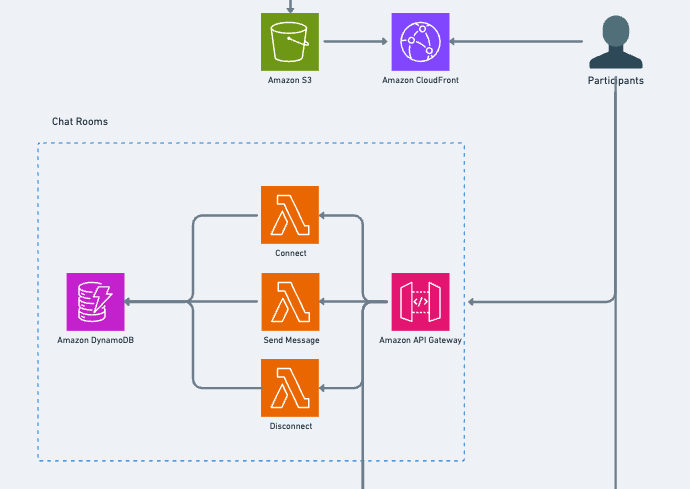 Amazon S3
Amazon CloudFront
Participants
Chat Rooms
Connect
Amazon DynamoDB
Send Message
Amazon API Gateway
Disconnect